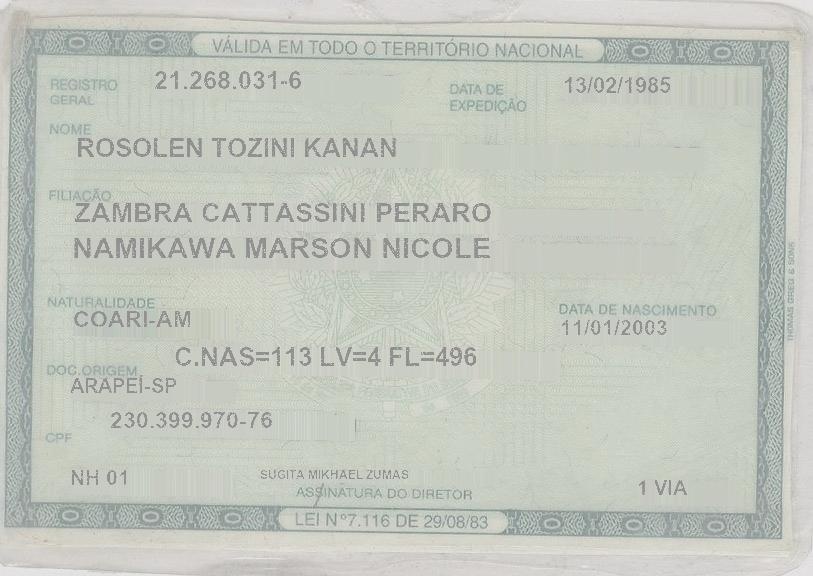 VÁLIDA EM TODO O TERRITÓRIO NACIONAL
REGISTRO GERAL 21.268.031-6 DATA DE EXPEDIÇÃO 13/02/1985
NOME
ROSOLEN TOZINI KANAN
FILIAÇÃO
ZAMBRA CATTASSINI PERARO
NAMIKAWA MARSON NICOLE
NATURALIDADE DATA DE NASCIMENTO
COARI-AM 11/01/2003
C.NAS=113 LV=4 FL=496
DOC.ORIGEM
ARAPEÍ-SP
230.399.970-76
CPF
NH 01 SUGITA MIKHAEL ZUMAS 1 VIA
ASSINATURA DO DIRETOR
LEI Nº7.116 DE 29/08/83
THOMAS GREG & SONS